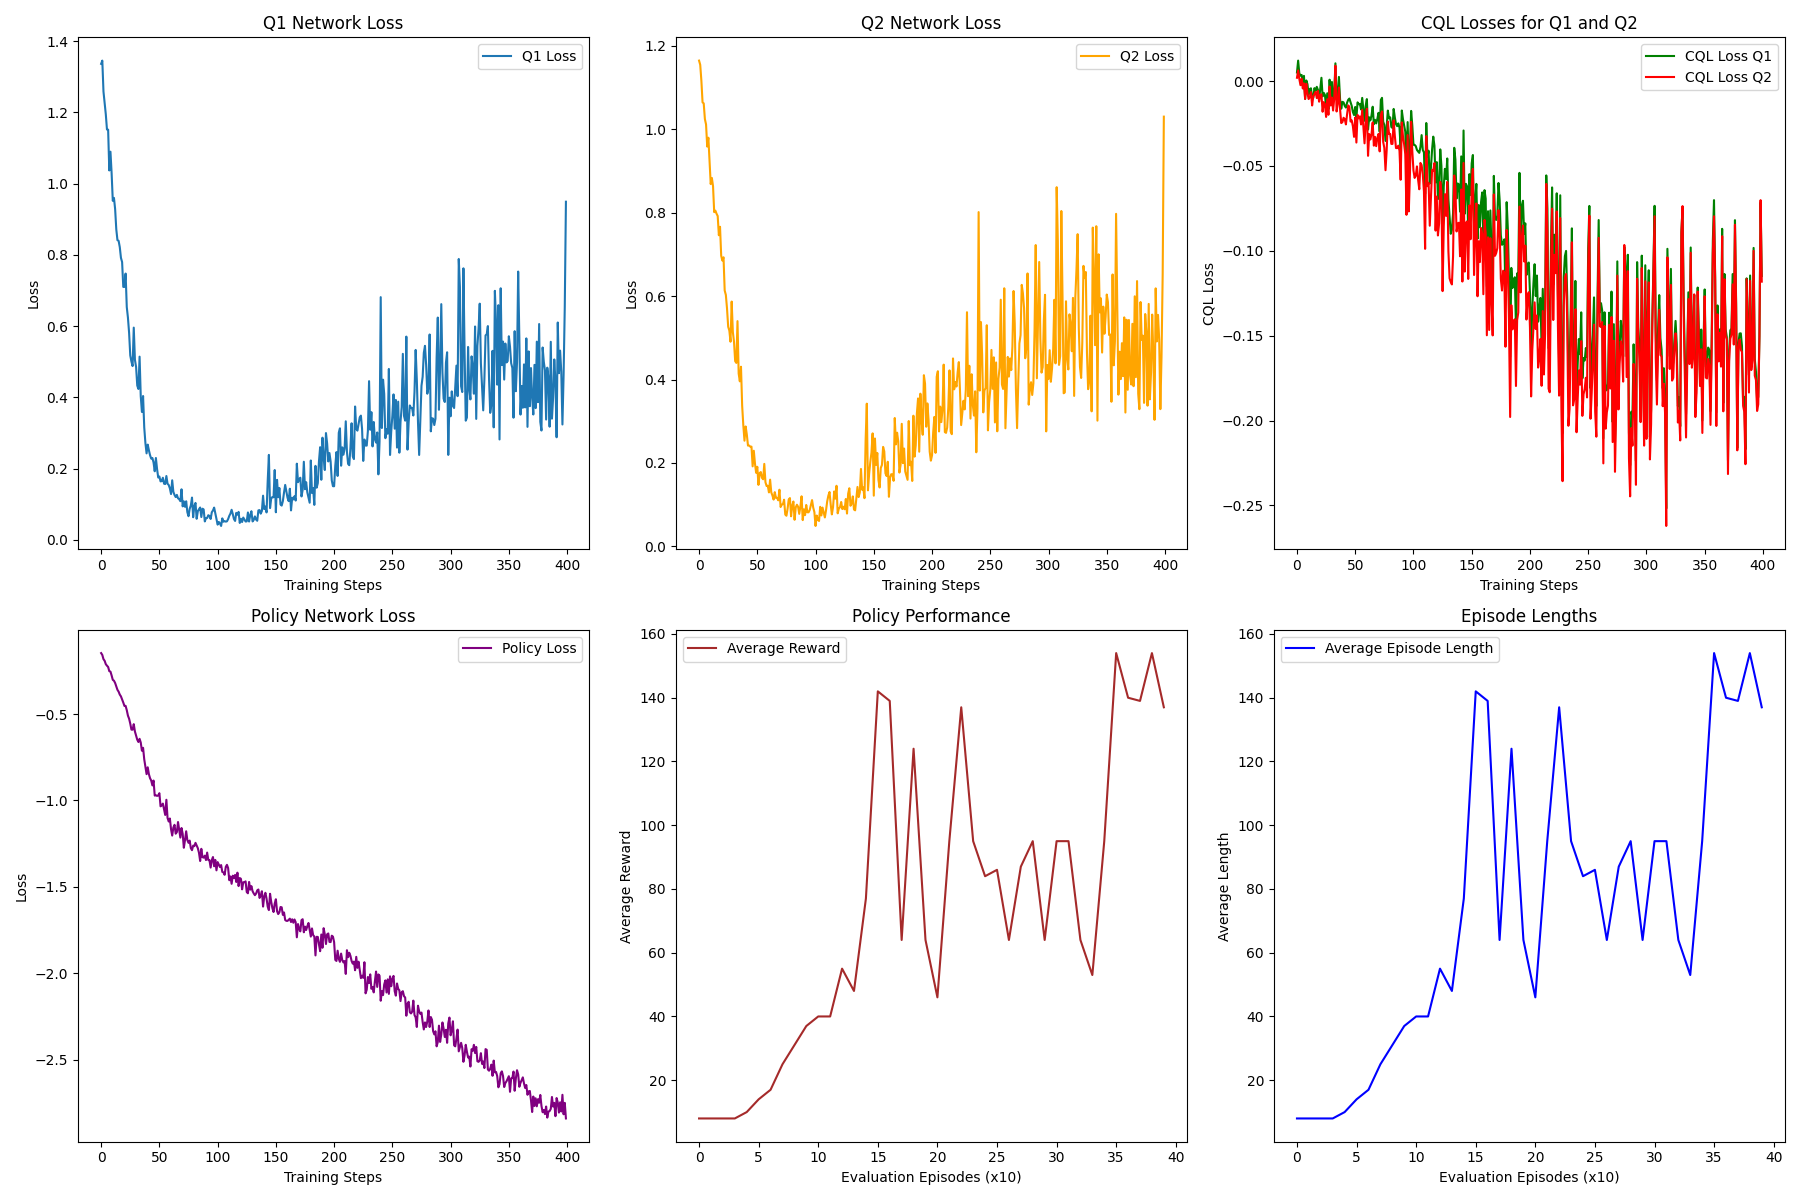 Q1 Network Loss
Q1 Loss
Loss
1.4
1.2
1.0
0.8
0.6
0.4
0.2
0.0
0 50 100 150 200 250 300 350 400
Training Steps
Q2 Network Loss
Q2 Loss
Loss
1.2
1.0
0.8
0.6
0.4
0.2
0.0
0 50 100 150 200 250 300 350 400
Training Steps
CQL Losses for Q1 and Q2
CQL Loss Q1
CQL Loss Q2
CQL Loss
0.00
−0.05
−0.10
−0.15
−0.20
−0.25
0 50 100 150 200 250 300 350 400
Training Steps
Policy Network Loss
Policy Loss
Loss
−0.5
−1.0
−1.5
−2.0
−2.5
0 50 100 150 200 250 300 350 400
Training Steps
Policy Performance
Average Reward
Average Reward
160
140
120
100
80
60
40
20
0 5 10 15 20 25 30 35 40
Evaluation Episodes (x10)
Episode Lengths
Average Episode Length
Average Length
160
140
120
100
80
60
40
20
0 5 10 15 20 25 30 35 40
Evaluation Episodes (x10)